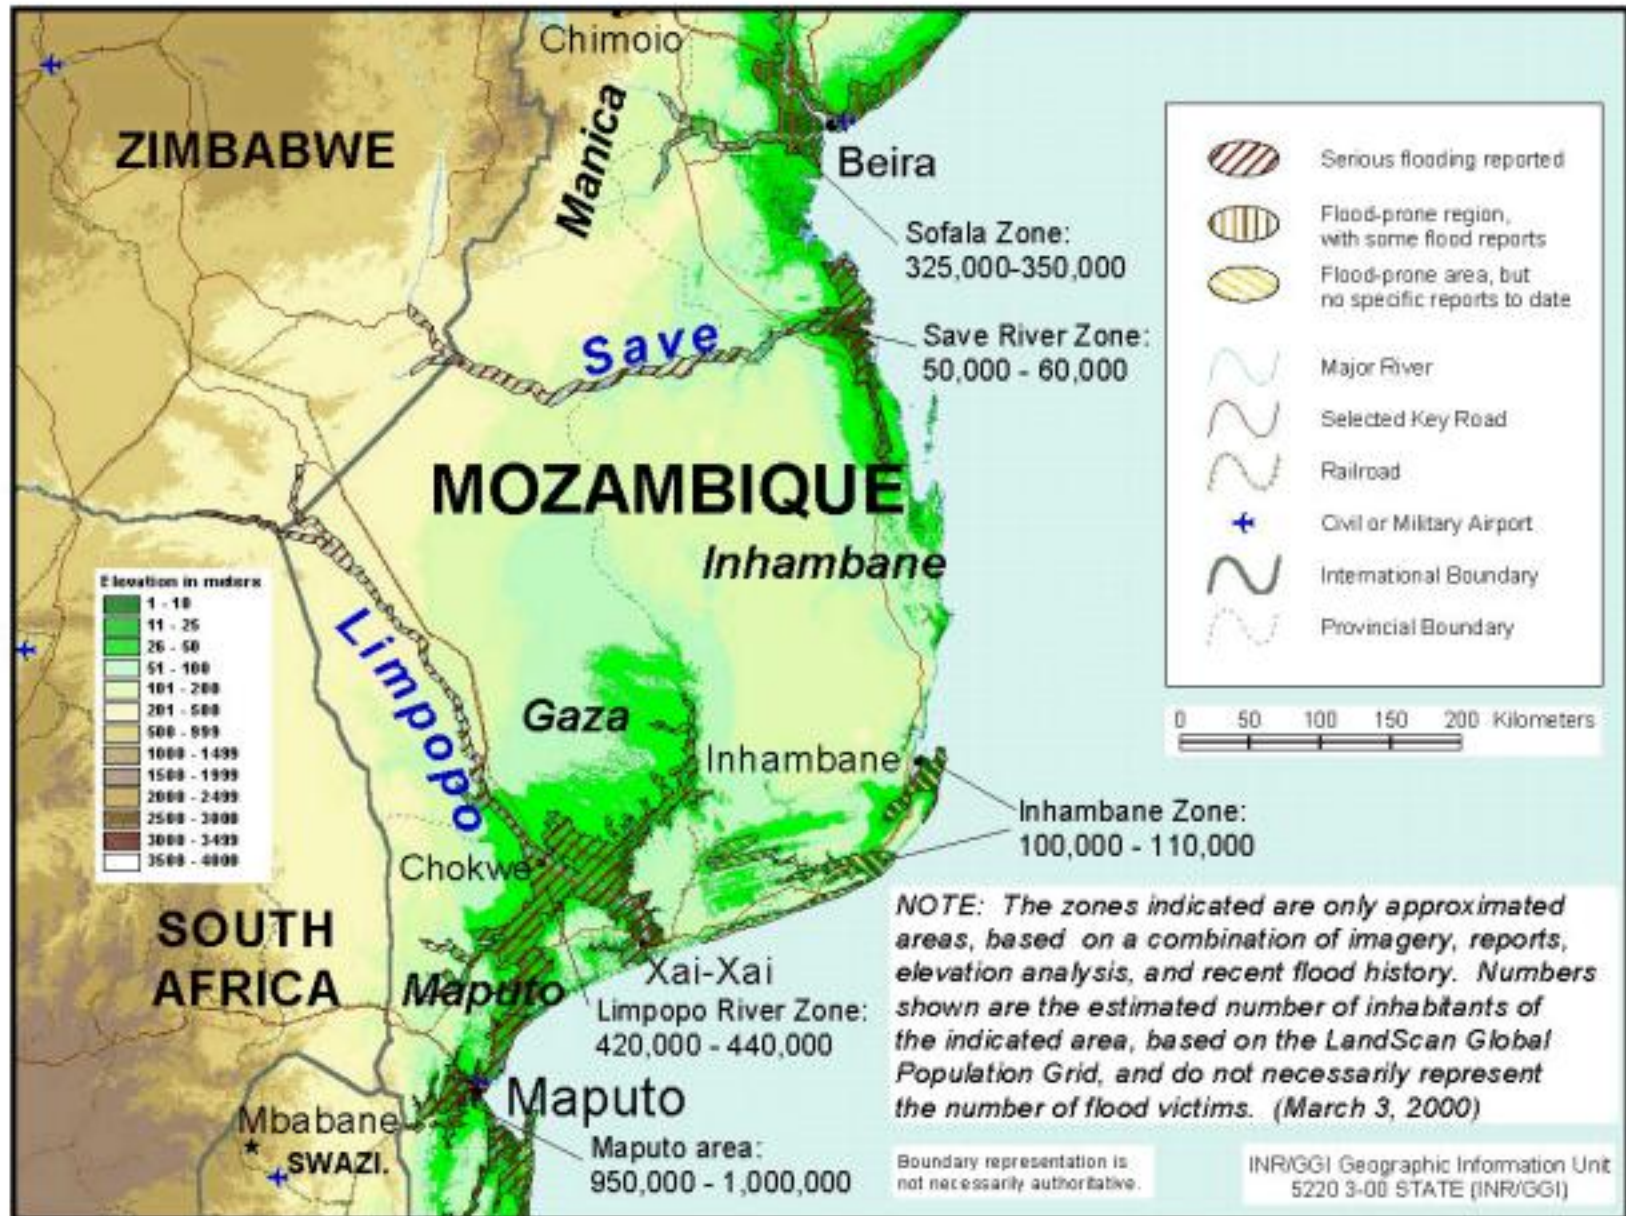 Chimoio
ZIMBABWE
Manica
Beira
Sofala Zone:
325,000-350,000
Save
Save River Zone:
50,000 - 60,000
MOZAMBIQUE
Inhambane
Limpopo
Gaza
Inhambane
Inhambane Zone:
100,000 - 110,000
Chokwe
SOUTH
AFRICA
Xai-Xai
Maputo
Limpopo River Zone:
420,000 - 440,000
Maputo
Mbabane
SWAZI.
Maputo area:
950,000 - 1,000,000
Elevation in meters
1 - 10
11 - 25
26 - 50
51 - 100
101 - 200
201 - 500
500 - 999
1000 - 1499
1500 - 1999
2000 - 2499
2500 - 3000
3000 - 3499
3500 - 4000
Serious flooding reported
Flood-prone region,
with some flood reports
Flood-prone area, but
no specific reports to date
Major River
Selected Key Road
Railroad
Civil or Military Airport
International Boundary
Provincial Boundary
0 50 100 150 200 Kilometers
NOTE: The zones indicated are only approximated
areas, based on a combination of imagery, reports,
elevation analysis, and recent flood history. Numbers
shown are the estimated number of inhabitants of
the indicated area, based on the LandScan Global
Population Grid, and do not necessarily represent
the number of flood victims. (March 3, 2000)
Boundary representation is
not necessarily authoritative.
INR/GGI Geographic Information Unit
5220 3-00 STATE (INR/GGI)